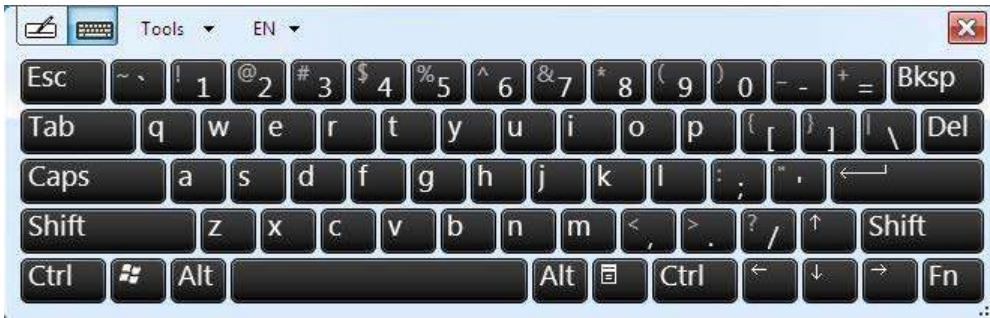 Tools EN
Esc ~ ` ! 1 @ 2 # 3 $ 4 % 5 ^ 6 & 7 * 8 ( 9 ) 0 _ - + = Bksp
Tab q w e r t y u i o p { [ } ] | \ Del
Caps a s d f g h j k l : ; " '
Shift z x c v b n m < , > . ? / ↑ Shift
Ctrl Alt Alt Ctrl ← ↓ → Fn